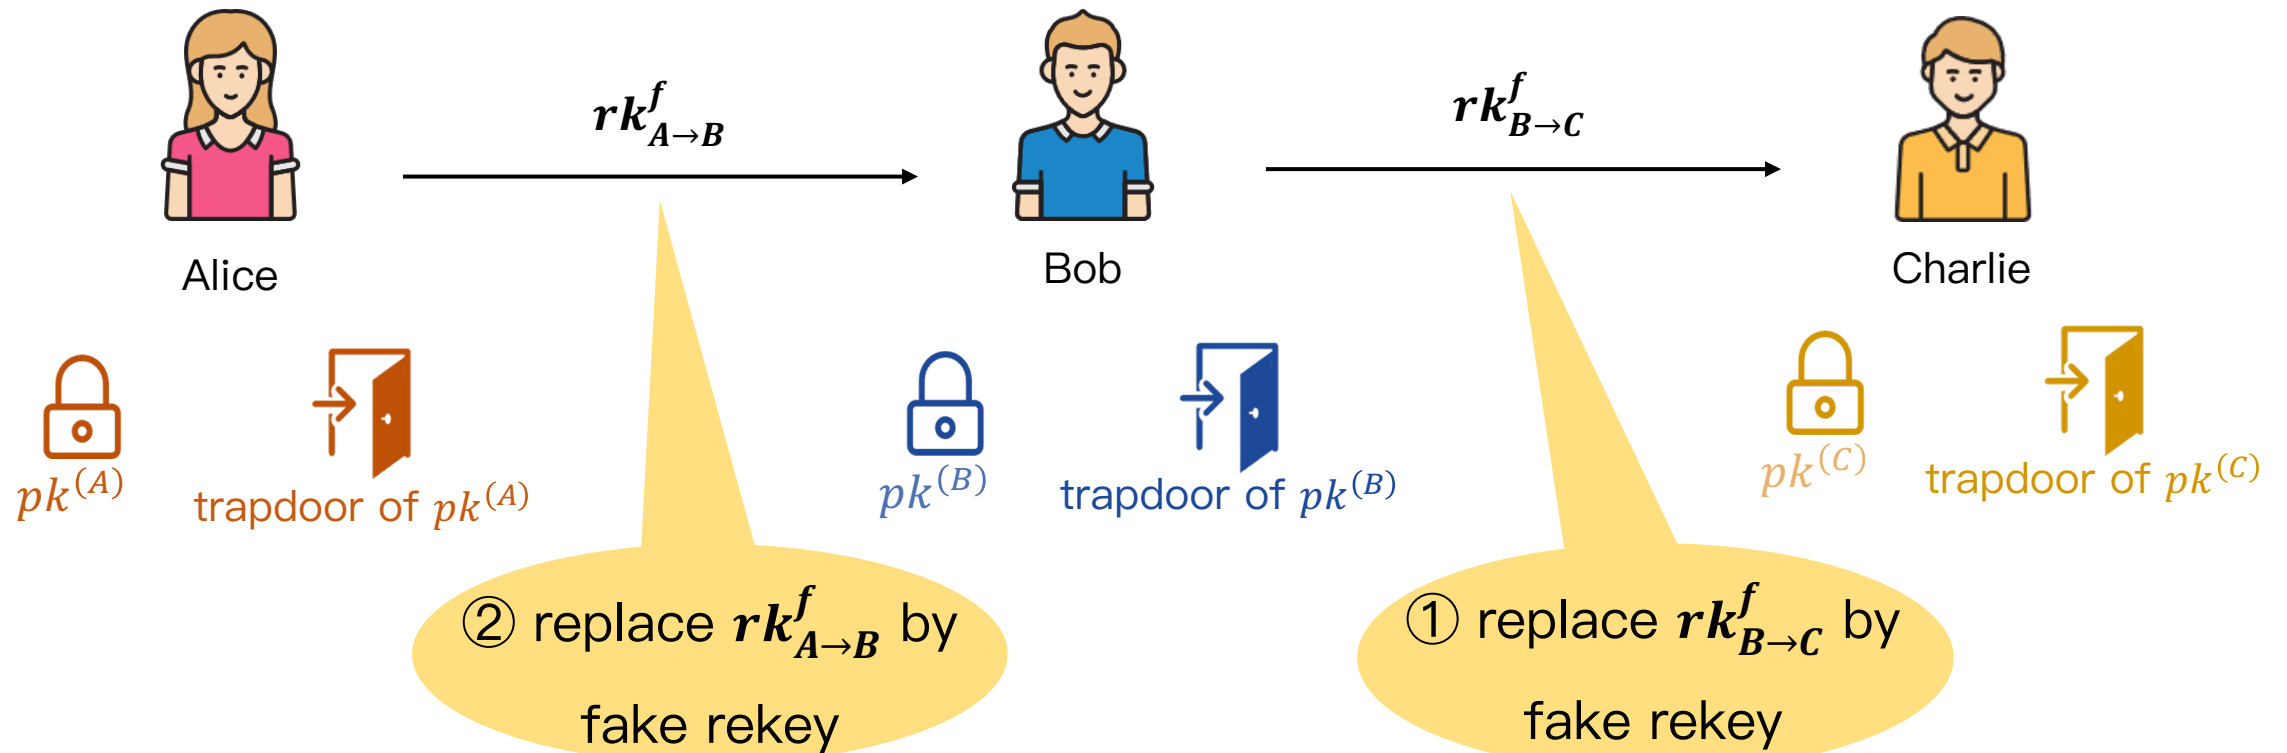 rk^f_{A→B}
rk^f_{B→C}
Alice
Bob
Charlie
pk^(A)
trapdoor of pk^(A)
pk^(B)
trapdoor of pk^(B)
pk^(C)
trapdoor of pk^(C)
② replace rk^f_{A→B} by
fake rekey
① replace rk^f_{B→C} by
fake rekey